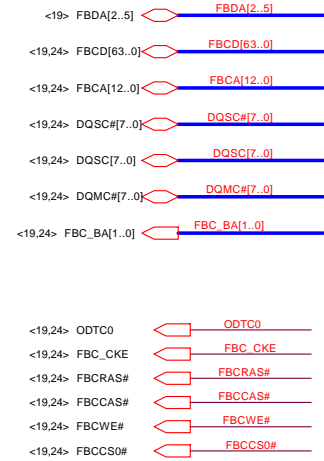 <19> FBDA[2..5] FBDA[2..5]
<19,24> FBCD[63..0] FBCD[63..0]
<19,24> FBCA[12..0] FBCA[12..0]
<19,24> DQSC#[7..0] DQSC#[7..0]
<19,24> DQSC[7..0] DQSC[7..0]
<19,24> DQMC#[7..0] DQMC#[7..0]
<19,24> FBC_BA[1..0] FBC_BA[1..0]
<19,24> ODTC0 ODTC0
<19,24> FBC_CKE FBC_CKE
<19,24> FBCRAS# FBCRAS#
<19,24> FBCCAS# FBCCAS#
<19,24> FBCWE# FBCWE#
<19,24> FBCCS0# FBCCS0#